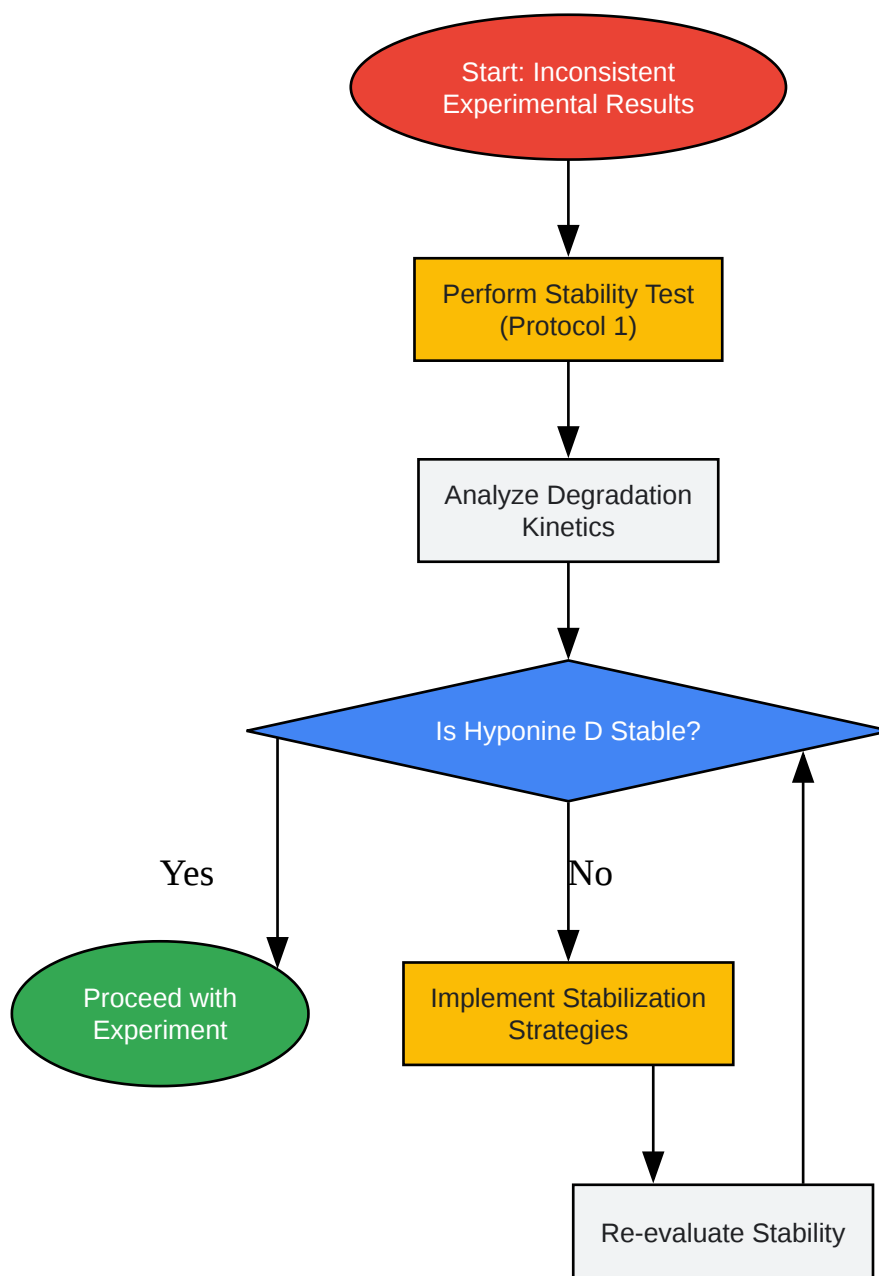 Start: Inconsistent
Experimental Results
Perform Stability Test
(Protocol 1)
Analyze Degradation
Kinetics
Is Hyponine D Stable?
Yes
No
Proceed with
Experiment
Implement Stabilization
Strategies
Re-evaluate Stability